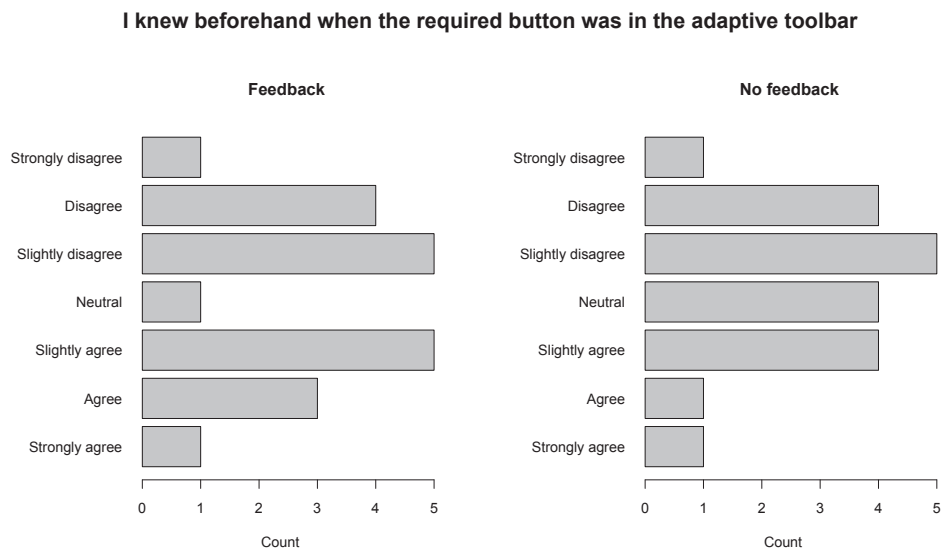 I knew beforehand when the required button was in the adaptive toolbar
Feedback
Strongly disagree
Disagree
Slightly disagree
Neutral
Slightly agree
Agree
Strongly agree
0 1 2 3 4 5
Count
No feedback
Strongly disagree
Disagree
Slightly disagree
Neutral
Slightly agree
Agree
Strongly agree
0 1 2 3 4 5
Count